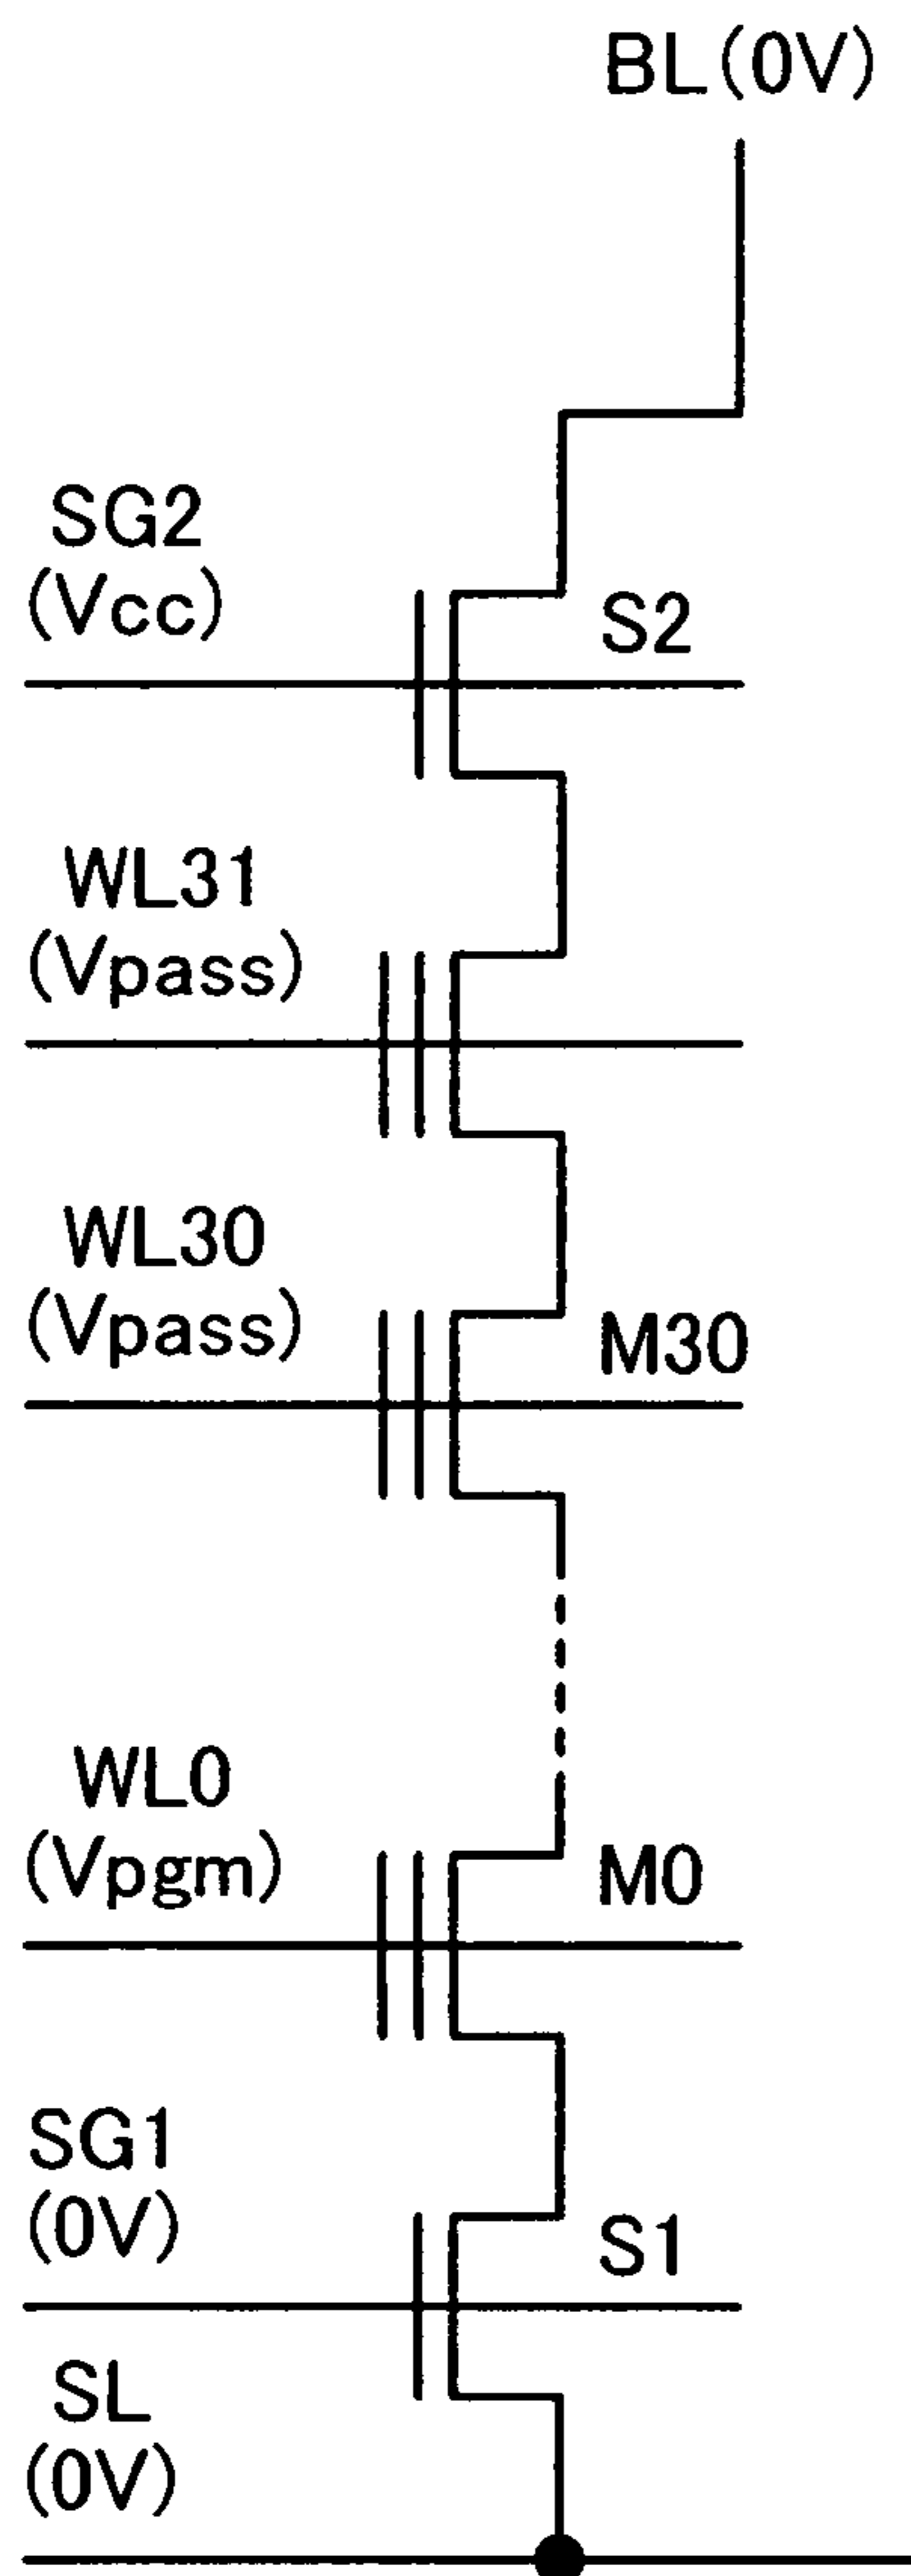 BL(0V)
SG2
(Vcc)
S2
WL31
(Vpass)
WL30
(Vpass)
M30
WL0
(Vpgm)
M0
SG1
(0V)
S1
SL
(0V)